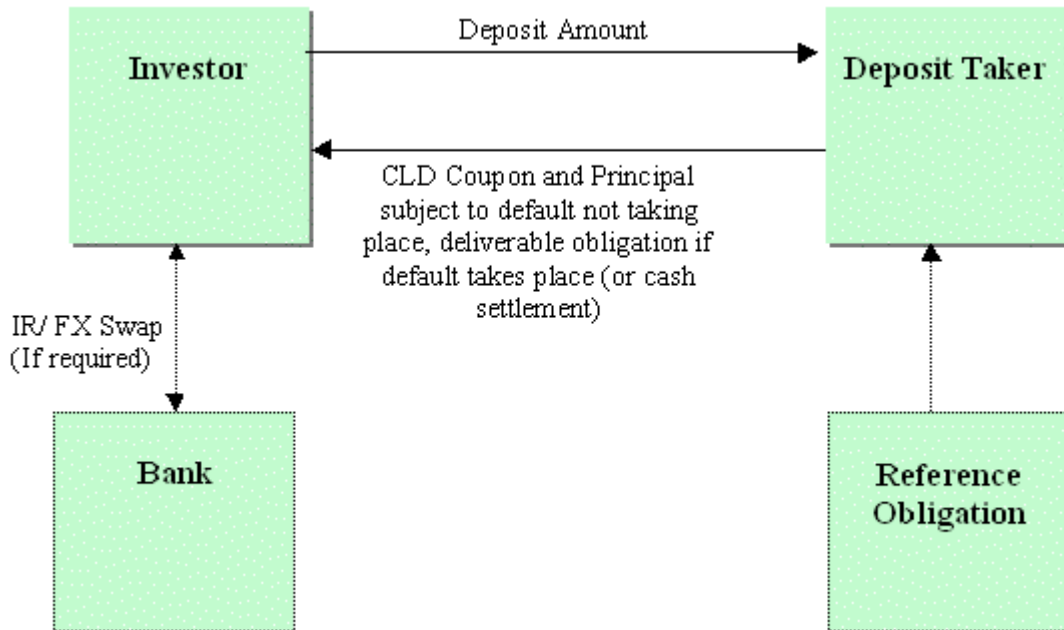 Investor
Deposit Amount
Deposit Taker
CLD Coupon and Principal
subject to default not taking
place, deliverable obligation if
default takes place (or cash
settlement)
IR/ FX Swap
(If required)
Bank
Reference
Obligation